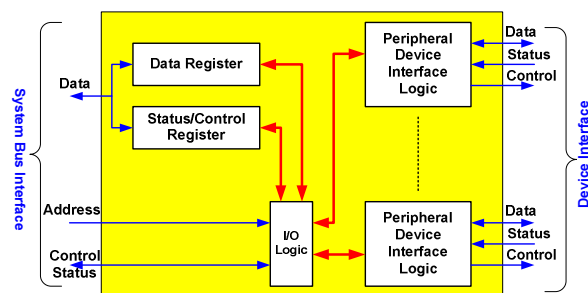 System Bus Interface
Data
Address
Control
Status
Data Register
Status/Control
Register
I/O
Logic
Peripheral
Device
Interface
Logic
Data
Status
Control
Peripheral
Device
Interface
Logic
Data
Status
Control
Device Interface